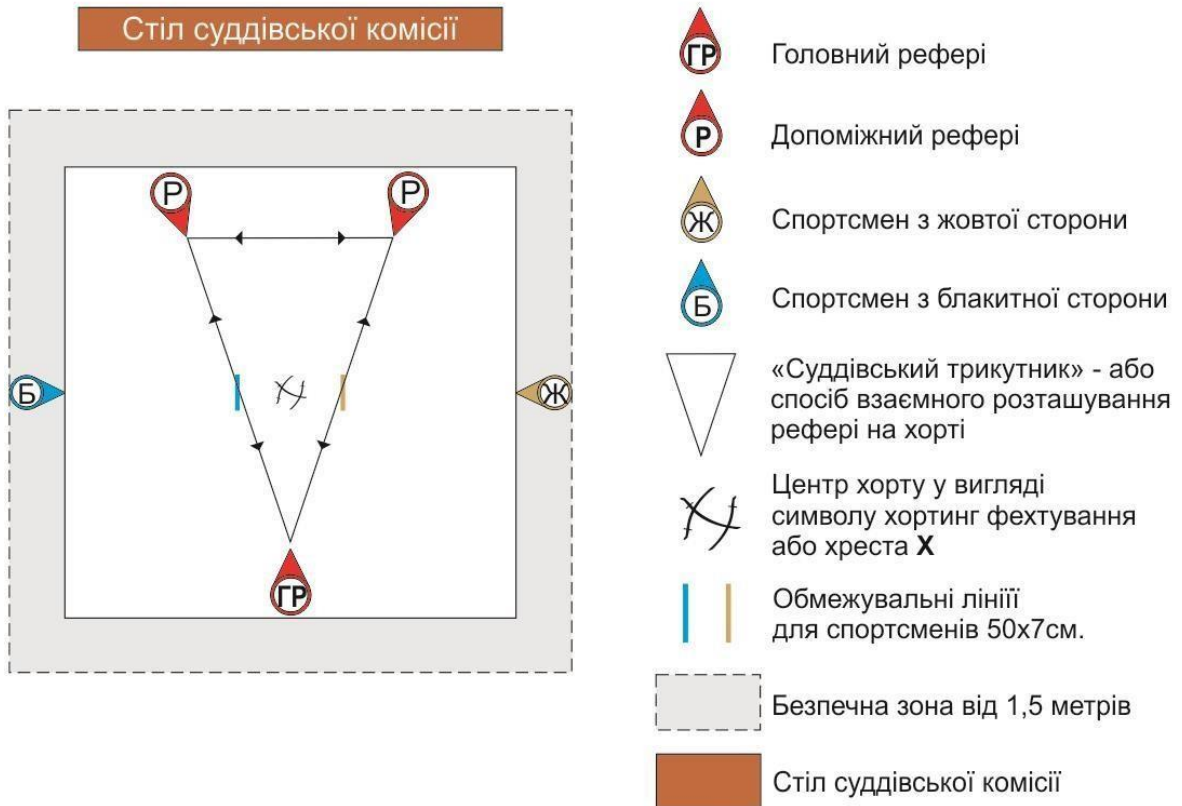 Стіл суддівської комісії
Р
Р
Б
Ж
ГР
ГР
Головний рефері
Р
Допоміжний рефері
Ж
Спортсмен з жовтої сторони
Б
Спортсмен з блакитної сторони
«Суддівський трикутник» - або
спосіб взаємного розташування
рефері на хорті
Центр хорту у вигляді
символу хортинг фехтування
або хреста Х
Обмежувальні лініїї
для спортсменів 50х7см.
Безпечна зона від 1,5 метрів
Стіл суддівської комісії